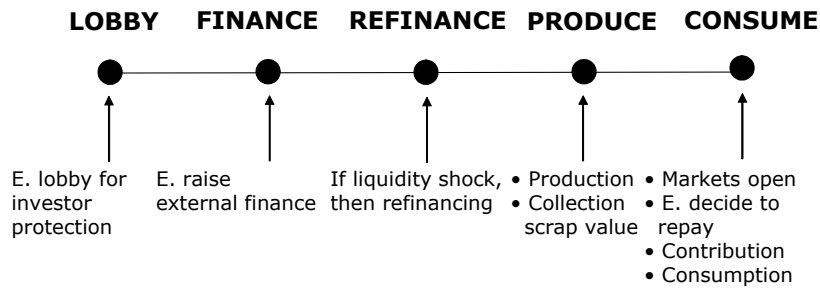 LOBBY FINANCE REFINANCE PRODUCE CONSUME
E. lobby for
investor
protection
E. raise
external finance
If liquidity shock,
then refinancing
• Production
• Collection
scrap value
• Markets open
• E. decide to
repay
• Contribution
• Consumption